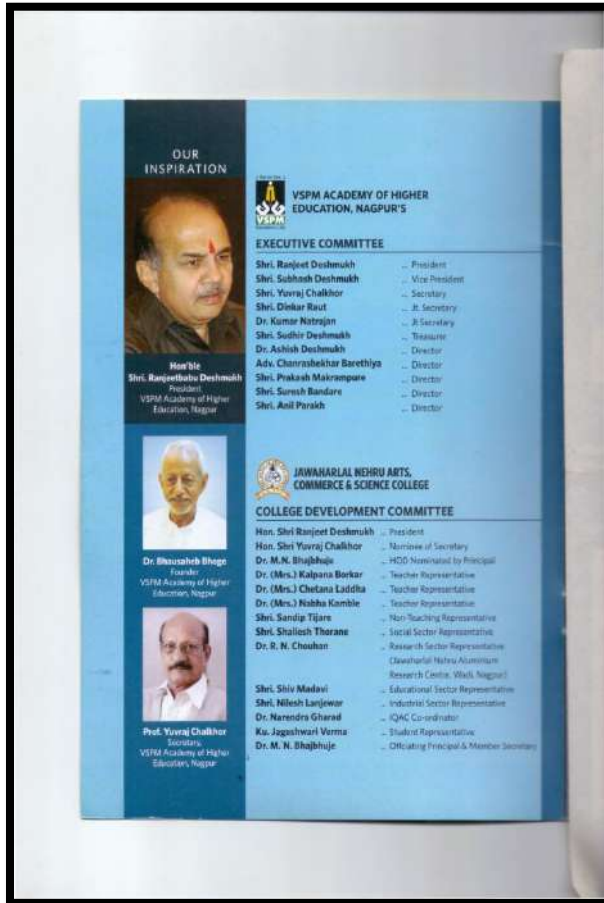 OUR
INSPIRATION
Hon'ble
Shri. Ranjeetbabu Deshmukh
President
VSPM Academy of Higher
Education, Nagpur
Dr. Bhausaheb Bhoge
Founder
VSPM Academy of Higher
Education, Nagpur
Prof. Yuvraj Chalkhor
Secretary,
VSPM Academy of Higher
Education, Nagpur
VSPM
VSPM ACADEMY OF HIGHER
EDUCATION, NAGPUR'S
EXECUTIVE COMMITTEE
Shri. Ranjeet Deshmukh ... President
Shri. Subhash Deshmukh ... Vice President
Shri. Yuvraj Chalkhor ... Secretary
Shri. Dinkar Raut ... Jt. Secretary
Dr. Kumar Natrajan ... Jt Secretary
Shri. Sudhir Deshmukh ... Treasurer
Dr. Ashish Deshmukh ... Director
Adv. Chanrashekhar Barethiya ... Director
Shri. Prakash Makrampure ... Director
Shri. Suresh Bandare ... Director
Shri. Anil Parakh ... Director
JAWAHARLAL NEHRU ARTS,
COMMERCE & SCIENCE COLLEGE
COLLEGE DEVELOPMENT COMMITTEE
Hon. Shri Ranjeet Deshmukh ... President
Hon. Shri Yuvraj Chalkhor ... Nominee of Secretary
Dr. M.N. Bhajbhuje ... HOD Nominated by Principal
Dr. (Mrs.) Kalpana Borkar ... Teacher Representative
Dr. (Mrs.) Chetana Laddha ... Teacher Representative
Dr. (Mrs.) Nabha Kamble ... Teacher Representative
Shri. Sandip Tijare ... Non-Teaching Representative
Shri. Shailesh Thorane ... Social Sector Representative
Dr. R. N. Chouhan ... Research Sector Representative
(Jawaharlal Nehru Aluminium
Research Centre, Wadi, Nagpur)
Shri. Shiv Madavi ... Educational Sector Representative
Shri. Nilesh Lanjewar ... Industrial Sector Representative
Dr. Narendra Gharad ... IQAC Co-ordinator
Ku. Jagashwari Verma ... Student Representative
Dr. M. N. Bhajbhuje ... Officiating Principal & Member Secretary